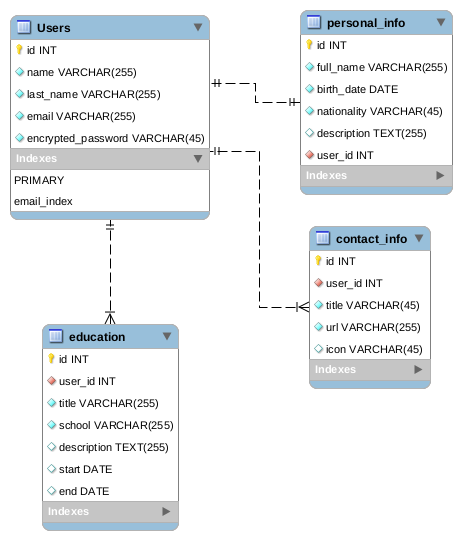 Users
id INT
name VARCHAR(255)
last_name VARCHAR(255)
email VARCHAR(255)
encrypted_password VARCHAR(45)
Indexes
PRIMARY
email_index
personal_info
id INT
full_name VARCHAR(255)
birth_date DATE
nationality VARCHAR(45)
description TEXT(255)
user_id INT
Indexes
contact_info
id INT
user_id INT
title VARCHAR(45)
url VARCHAR(255)
icon VARCHAR(45)
Indexes
education
id INT
user_id INT
title VARCHAR(255)
school VARCHAR(255)
description TEXT(255)
start DATE
end DATE
Indexes